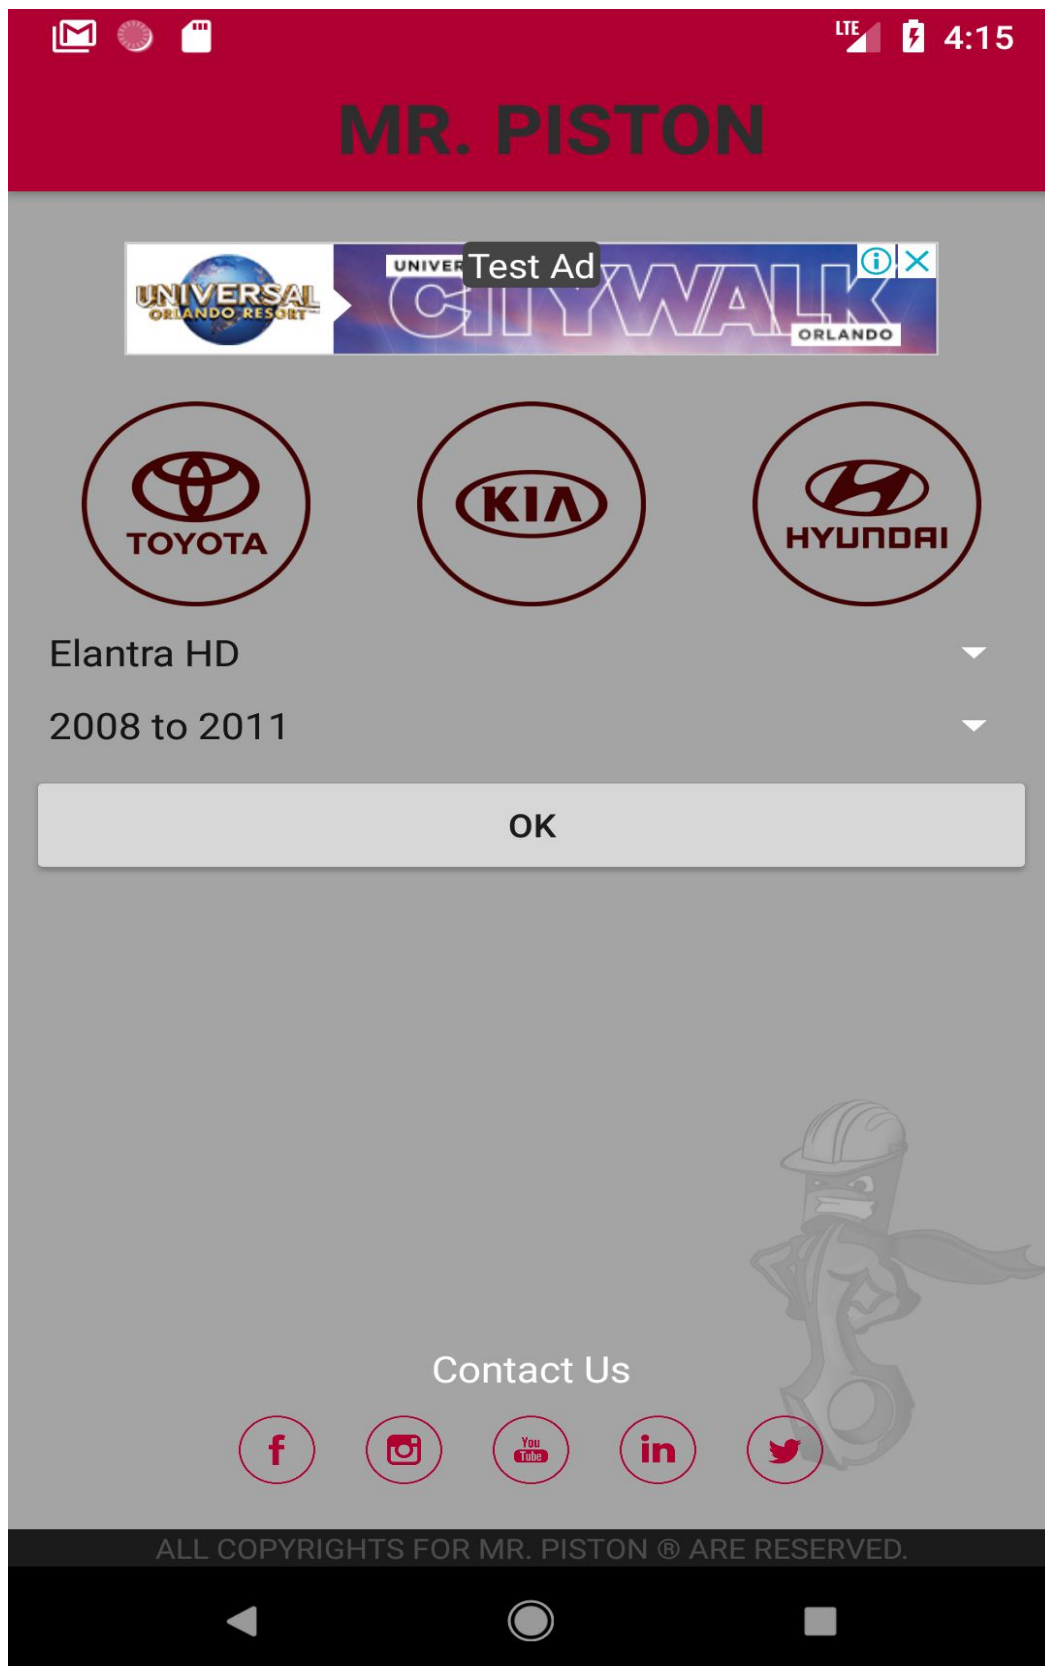 LTE 4:15
MR. PISTON
Test Ad
UNIVERSAL
ORLANDO RESORT
UNIVER
CITYWALK
ORLANDO
TOYOTA
KIA
HYUNDAI
Elantra HD
2008 to 2011
OK
Contact Us
f
You
Tube
in
ALL COPYRIGHTS FOR MR. PISTON ® ARE RESERVED.